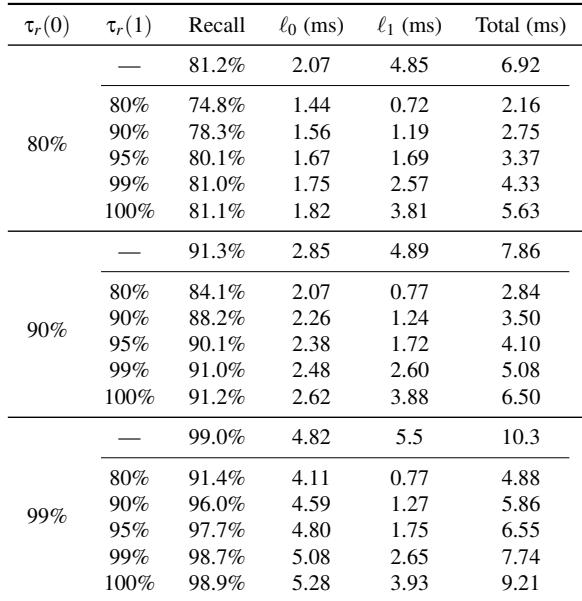 τr(0) τr(1) Recall ℓ0 (ms) ℓ1 (ms) Total (ms)
— 81.2% 2.07 4.85 6.92
80% 74.8% 1.44 0.72 2.16
90% 78.3% 1.56 1.19 2.75
80%
95% 80.1% 1.67 1.69 3.37
99% 81.0% 1.75 2.57 4.33
100% 81.1% 1.82 3.81 5.63
— 91.3% 2.85 4.89 7.86
80% 84.1% 2.07 0.77 2.84
90% 88.2% 2.26 1.24 3.50
90%
95% 90.1% 2.38 1.72 4.10
99% 91.0% 2.48 2.60 5.08
100% 91.2% 2.62 3.88 6.50
— 99.0% 4.82 5.5 10.3
80% 91.4% 4.11 0.77 4.88
90% 96.0% 4.59 1.27 5.86
99%
95% 97.7% 4.80 1.75 6.55
99% 98.7% 5.08 2.65 7.74
100% 98.9% 5.28 3.93 9.21